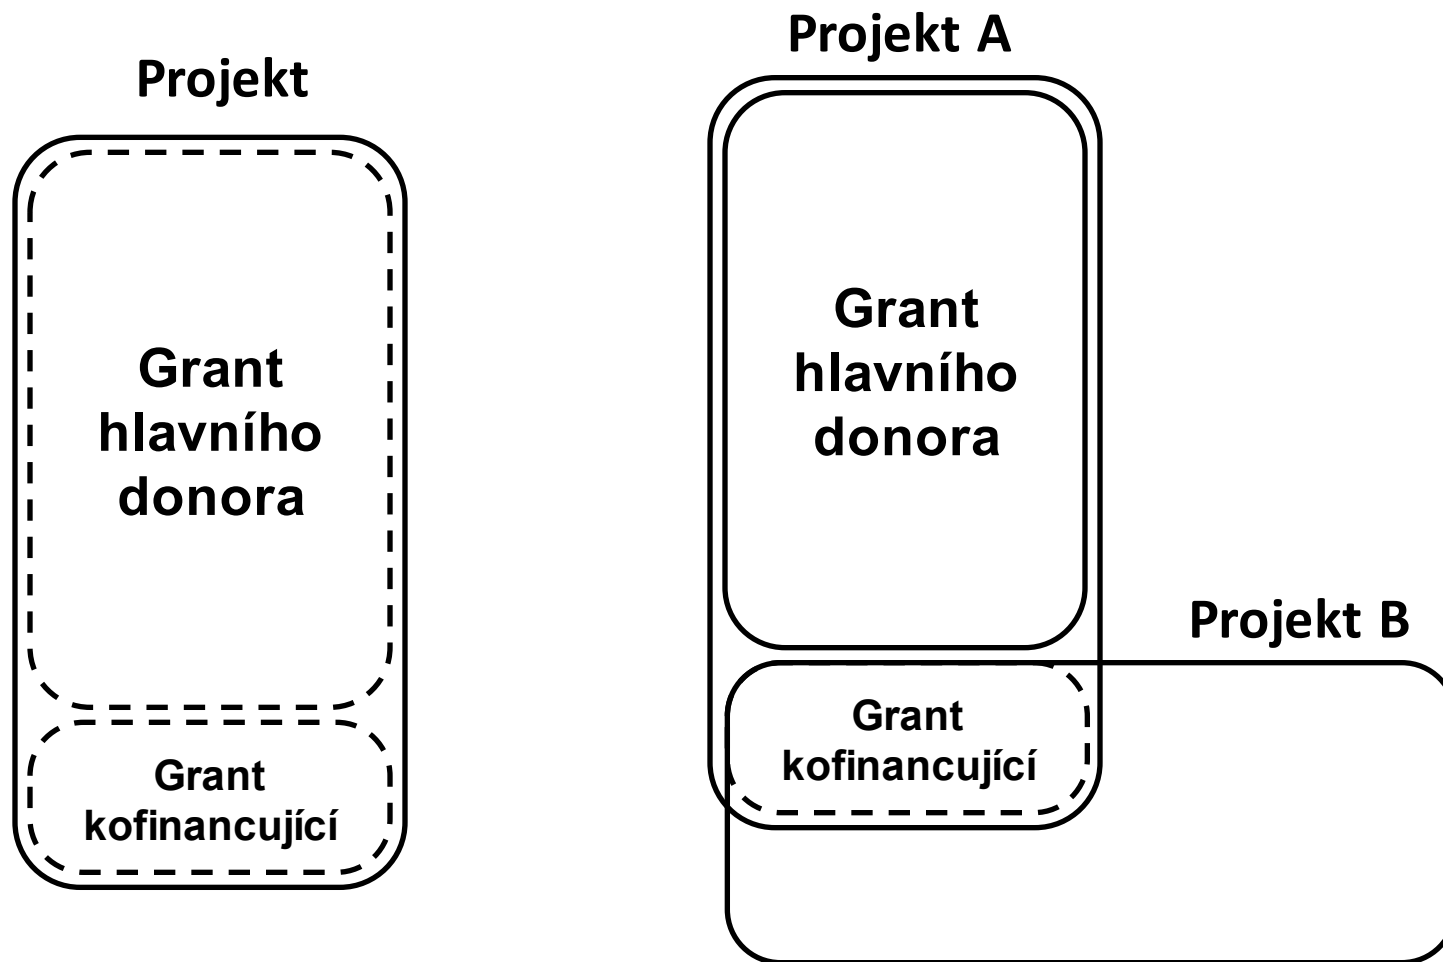 Projekt
Grant
hlavního
donora
Grant
kofinancující
Projekt A
Grant
hlavního
donora
Projekt B
Grant
kofinancující